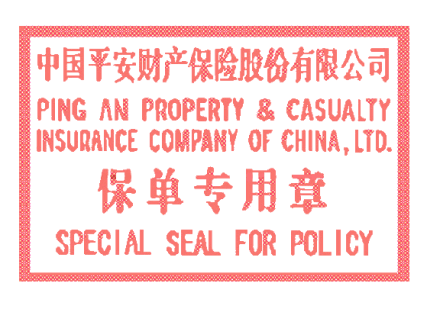 中国平安财产保险股份有限公司
PING AN PROPERTY & CASUALTY
INSURANCE COMPANY OF CHINA, LTD.
保单专用章
SPECIAL SEAL FOR POLICY